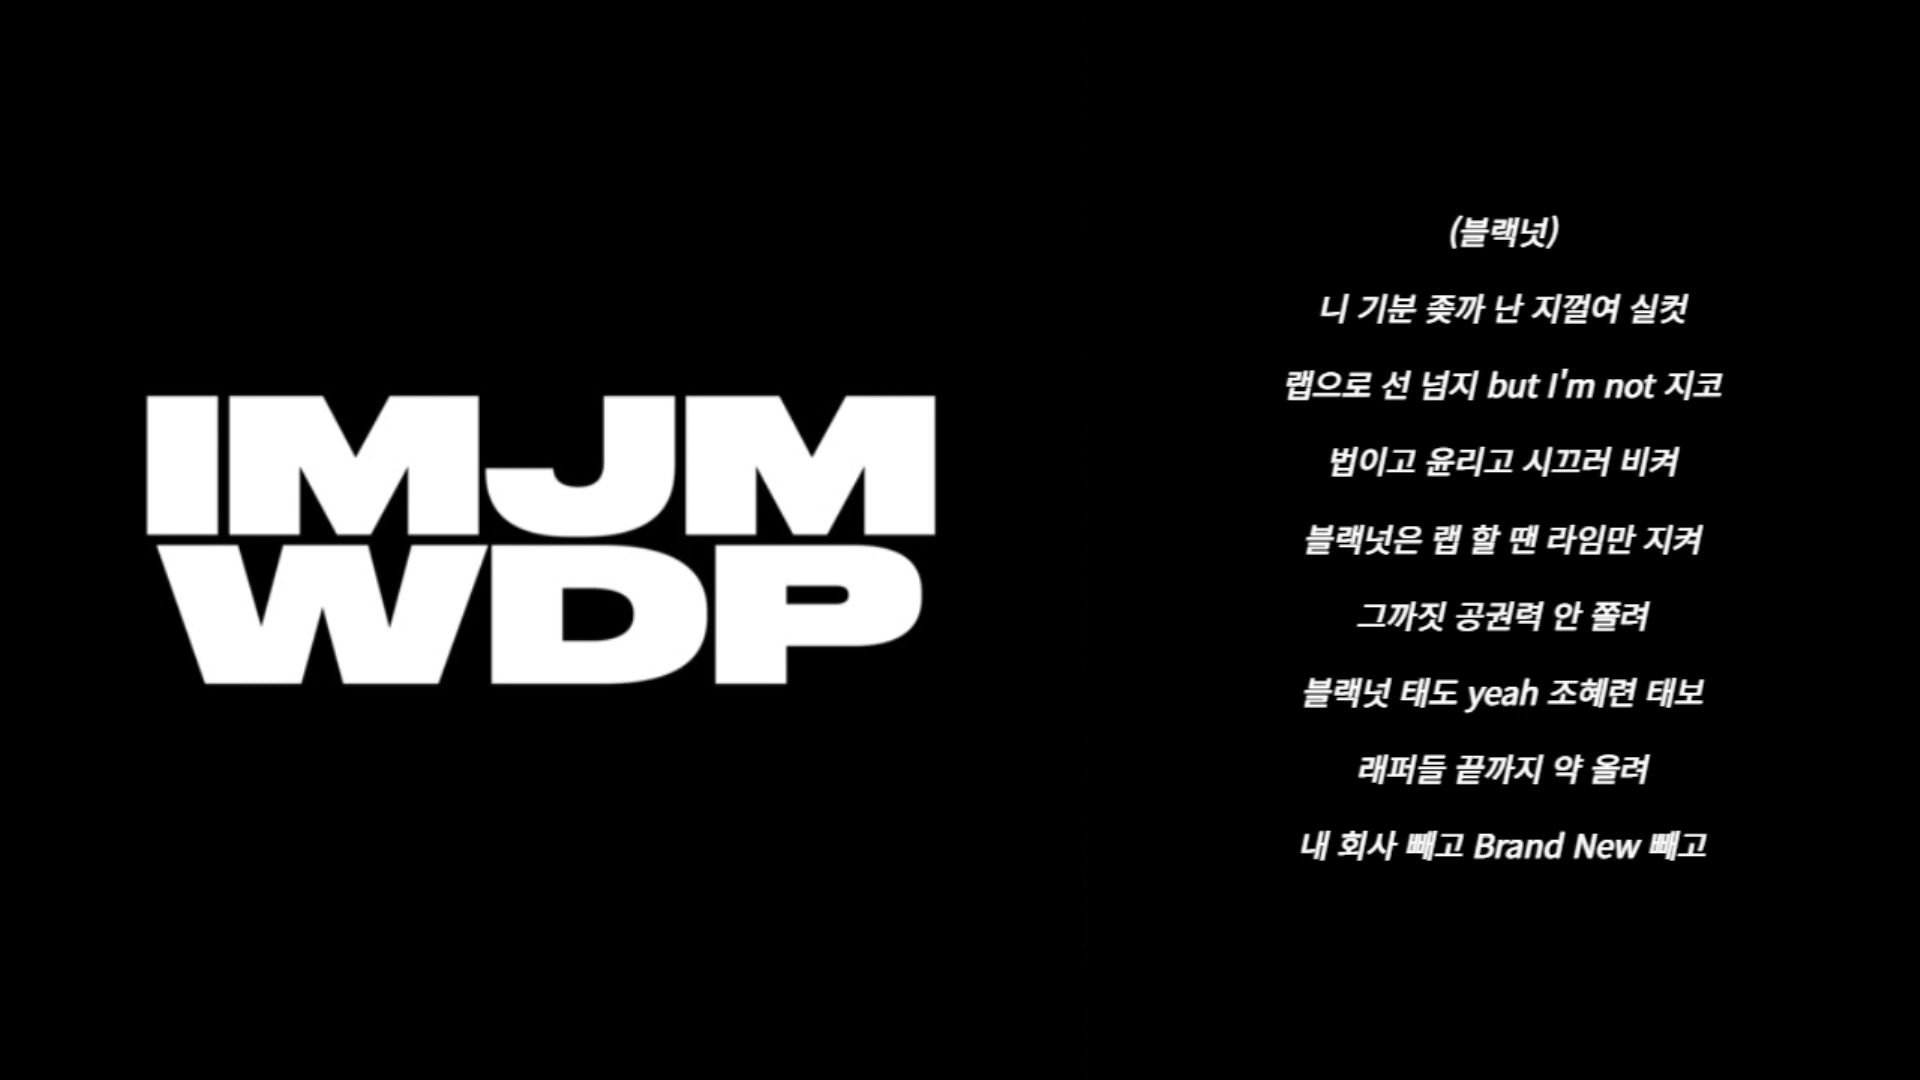 IMJM
WDP
(블랙넛)
니 기분 좆까 난 지껄여 실컷
랩으로 선 넘지 but I'm not 지코
법이고 윤리고 시끄러 비켜
블랙넛은 랩 할 땐 라임만 지켜
그까짓 공권력 안 쫄려
블랙넛 태도 yeah 조혜련 태보
래퍼들 끝까지 약 올려
내 회사 빼고 Brand New 빼고